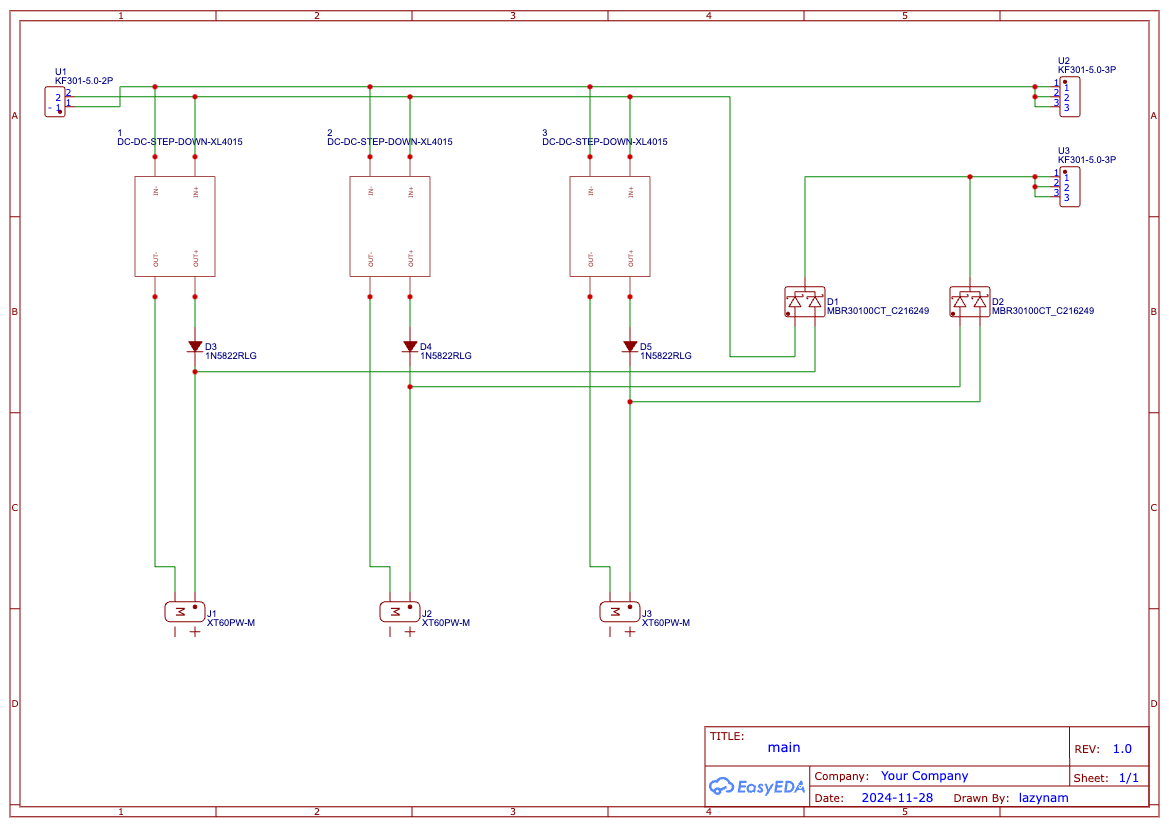 1 2 3 4 5
A A
B B
C C
D D
U1
KF301-5.0-2P
2
1
2
- 1
U2
KF301-5.0-3P
1
2
3
1
2
3
U3
KF301-5.0-3P
1
2
3
1
2
3
1
DC-DC-STEP-DOWN-XL4015
IN-
IN+
OUT-
OUT+
2
DC-DC-STEP-DOWN-XL4015
IN-
IN+
OUT-
OUT+
3
DC-DC-STEP-DOWN-XL4015
IN-
IN+
OUT-
OUT+
D1
MBR30100CT_C216249
D2
MBR30100CT_C216249
D3
1N5822RLG
D4
1N5822RLG
D5
1N5822RLG
M
J1
XT60PW-M
− +
M
J2
XT60PW-M
− +
M
J3
XT60PW-M
− +
TITLE:
main
REV: 1.0
EasyEDA
Company: Your Company
Sheet: 1/1
Date: 2024-11-28 Drawn By: lazynam
1 2 3 4 5